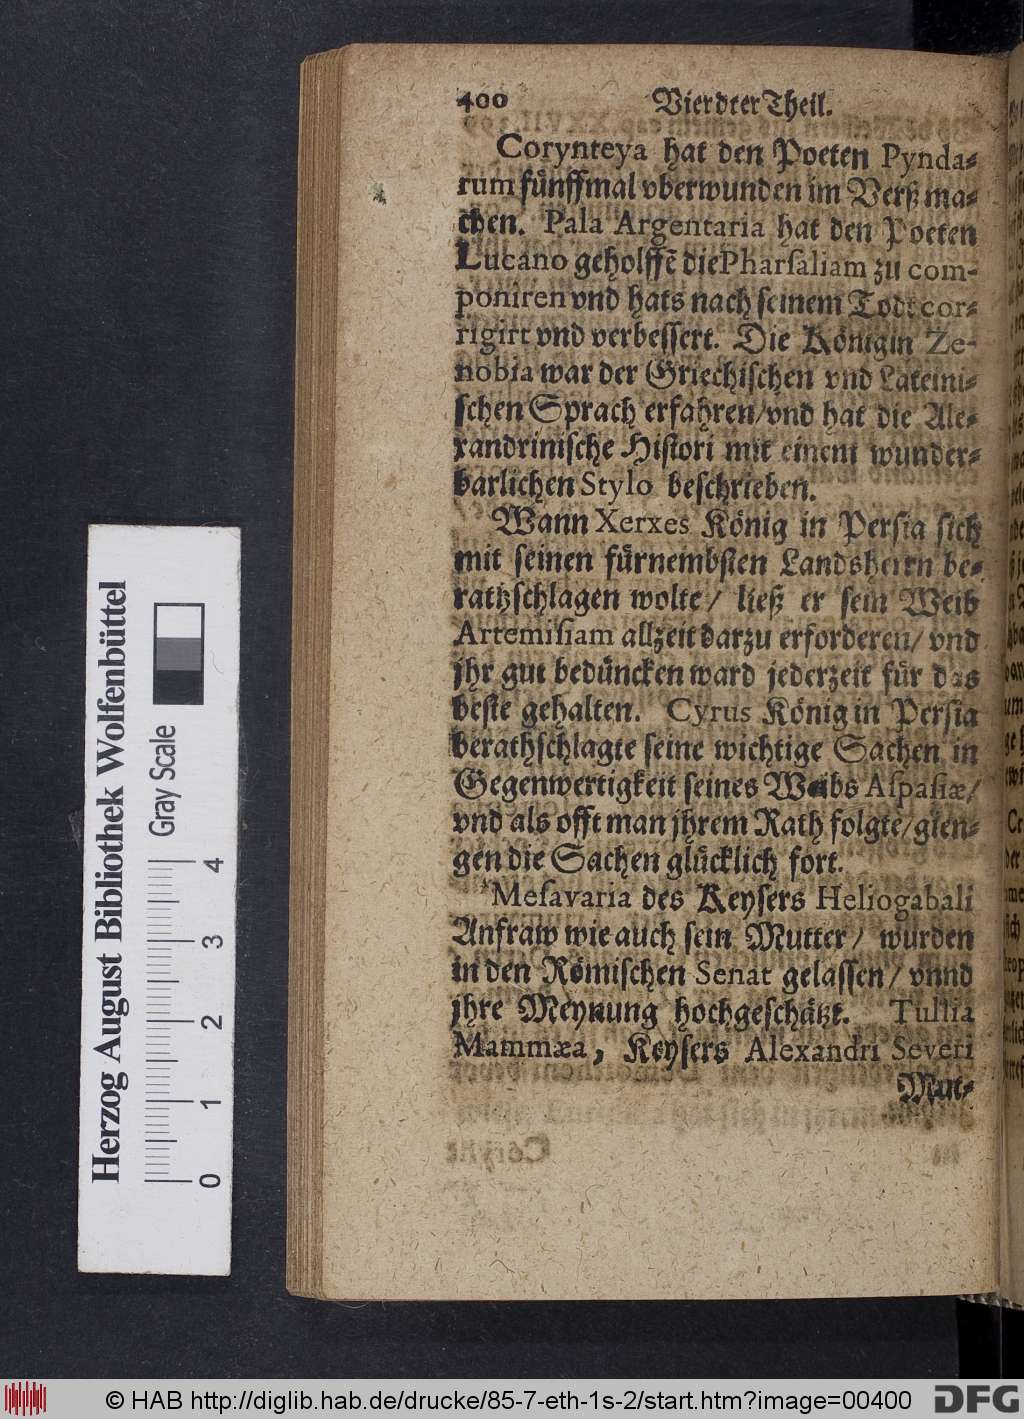 400 Vierdter Theil.
Corynteya hat den Poeten Pynda-
rum fünffmal vberwunden im Verß ma-
chen. Pala Argentaria hat den Poeten
Lucano geholffē die Pharſaliam zu com-
poniren vnd hats nach ſeinem Todt cor-
rigirt vnd verbeſſert. Die Königin Ze-
nobia war der Griechiſchen vnd Lateini-
ſchen Sprach erfahren/vnd hat die Ale-
xandriniſche Hiſtori mit einem wunder-
barlichen Stylo beſchrieben.
Wann Xerxes König in Perſia ſich
mit ſeinen fürnembſten Landsherrn be-
rathſchlagen wolte/ ließ er ſein Weib
Artemiſiam allzeit darzu erforderen/ vnd
jhr gut bedüncken ward jederzeit für das
beſte gehalten. Cyrus König in Perſia
berathſchlagte ſeine wichtige Sachen in
Gegenwertigkeit ſeines Weibs Aſpaſiæ/
vnd als offt man jhrem Rath folgte/gien-
gen die Sachen glücklich fort.
Meſavaria des Keyſers Heliogabali
Anfraw wie auch ſein Mutter/ wurden
in den Römiſchen Senat gelaſſen/ vnnd
jhre Meynung hochgeſchätzt. Tullia
Mammæa, Keyſers Alexandri Severi
Mut-
Herzog August Bibliothek Wolfenbüttel
Gray Scale
0 1 2 3 4
© HAB http://diglib.hab.de/drucke/85-7-eth-1s-2/start.htm?image=00400
DFG